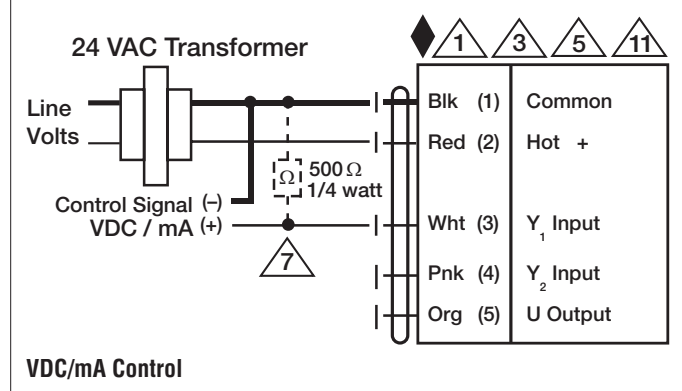 24 VAC Transformer
1 3 5 11
Line
Volts
Blk (1) Common
Red (2) Hot +
Ω 500 Ω
1/4 watt
Control Signal (–)
VDC / mA (+)
Wht (3) Y₁ Input
7
Pnk (4) Y₂ Input
Org (5) U Output
VDC/mA Control